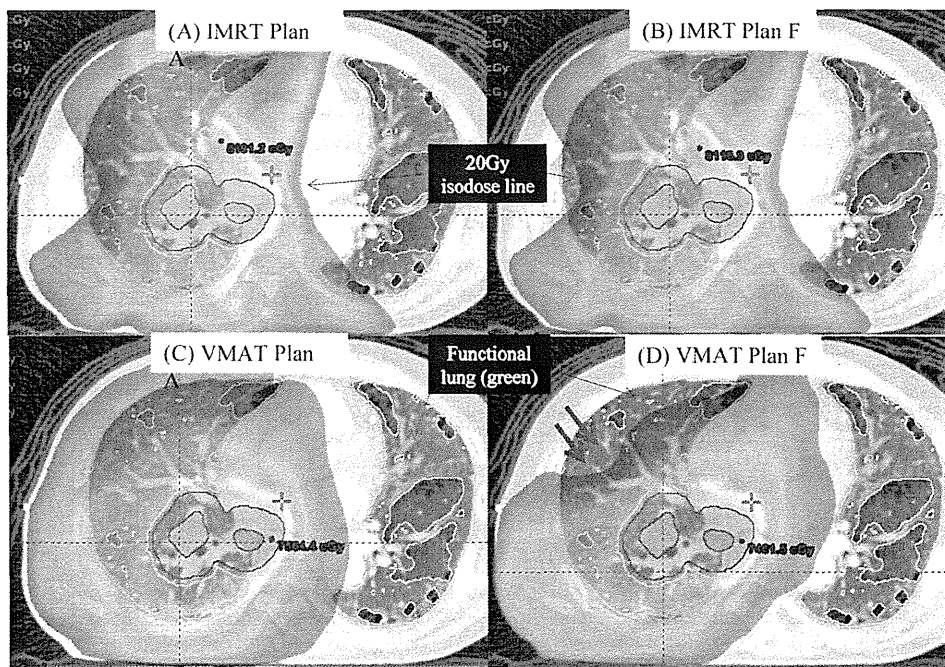 (A) IMRT Plan
(B) IMRT Plan F
A
20Gy
isodose line
(C) VMAT Plan
Functional
lung (green)
(D) VMAT Plan F
A